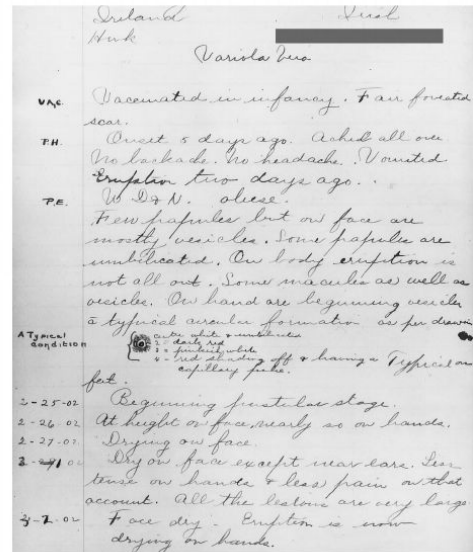 Ireland Irish
Hunk
Variola Vera
Vac. Vaccinated in infancy. Fair foveated
scar.
P.H. Onset 5 days ago. Ached all over
No backache. No headache. Vomited
Eruption two days ago.
P.E. W D & N. obese.
Few papules but on face are
mostly vesicles. Some papules are
umbilicated. On body eruption is
not all out. Some macules as well as
vesicles. On hand are beginning vesicles
c̄ typical circular formation as per drawing
A Typical
Condition
white & umbilicated
2 - dark red
3 - pinkish white
4 - red shading off & having a Typical on
capillary pulse.
feet.
2-25-02 Beginning pustular stage.
2-26-02 At height on face, nearly so on hands.
2-27-02 Drying on face.
Dry on face except near ears. Less
tense on hands & less pain on that
account. All the lesions are very large
3-2-02 Face dry. Eruption is now
drying on hands.